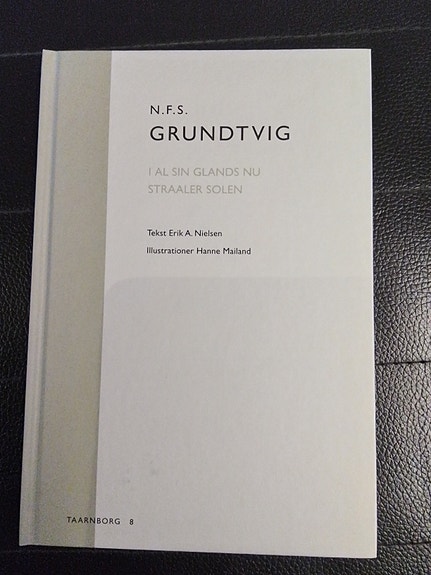 N.F.S.
GRUNDTVIG
I AL SIN GLANDS NU
STRAALER SOLEN
Tekst Erik A. Nielsen
Illustrationer Hanne Mailand
TAARNBORG 8